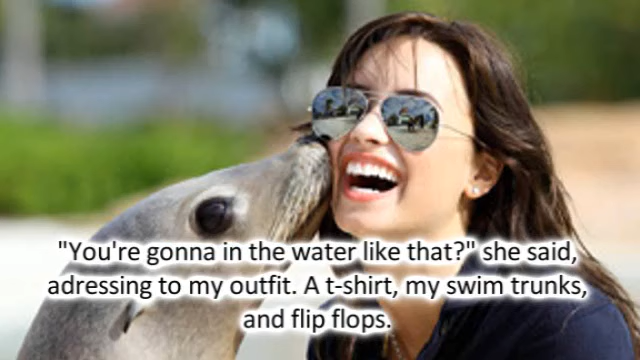 "You're gonna in the water like that?" she said,
adressing to my outfit. A t-shirt, my swim trunks,
and flip flops.